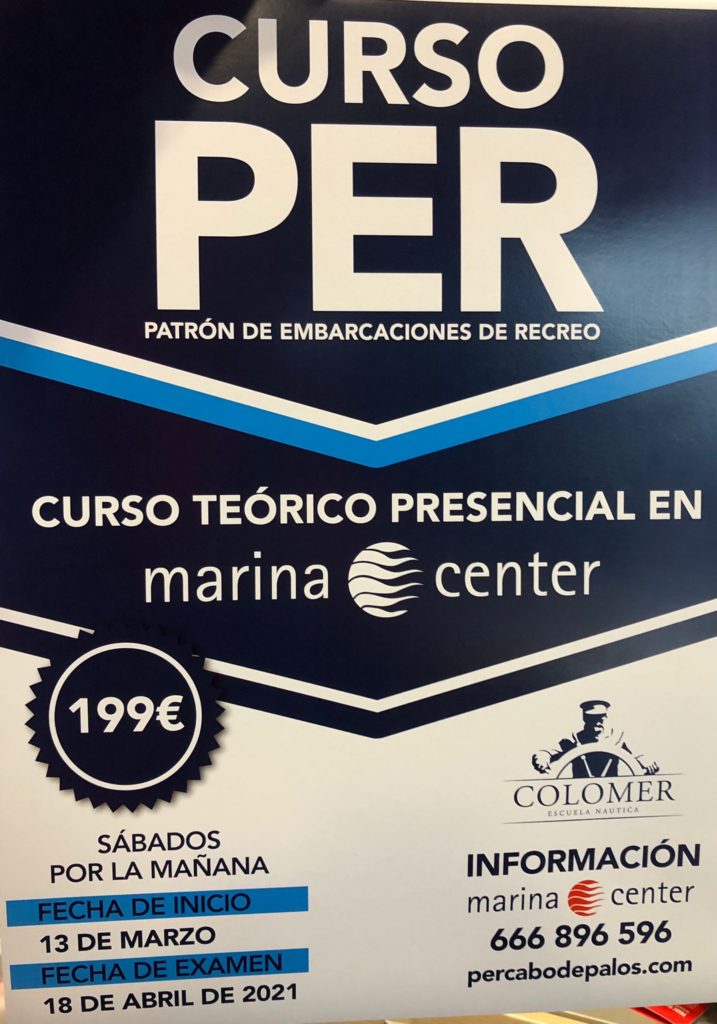 CURSO
PER
PATRÓN DE EMBARCACIONES DE RECREO
CURSO TEÓRICO PRESENCIAL EN
marina center
199€
SÁBADOS
POR LA MAÑANA
FECHA DE INICIO
13 DE MARZO
FECHA DE EXAMEN
18 DE ABRIL DE 2021
COLOMER
ESCUELA NAUTICA
INFORMACIÓN
marina center
666 896 596
percabodepalos.com